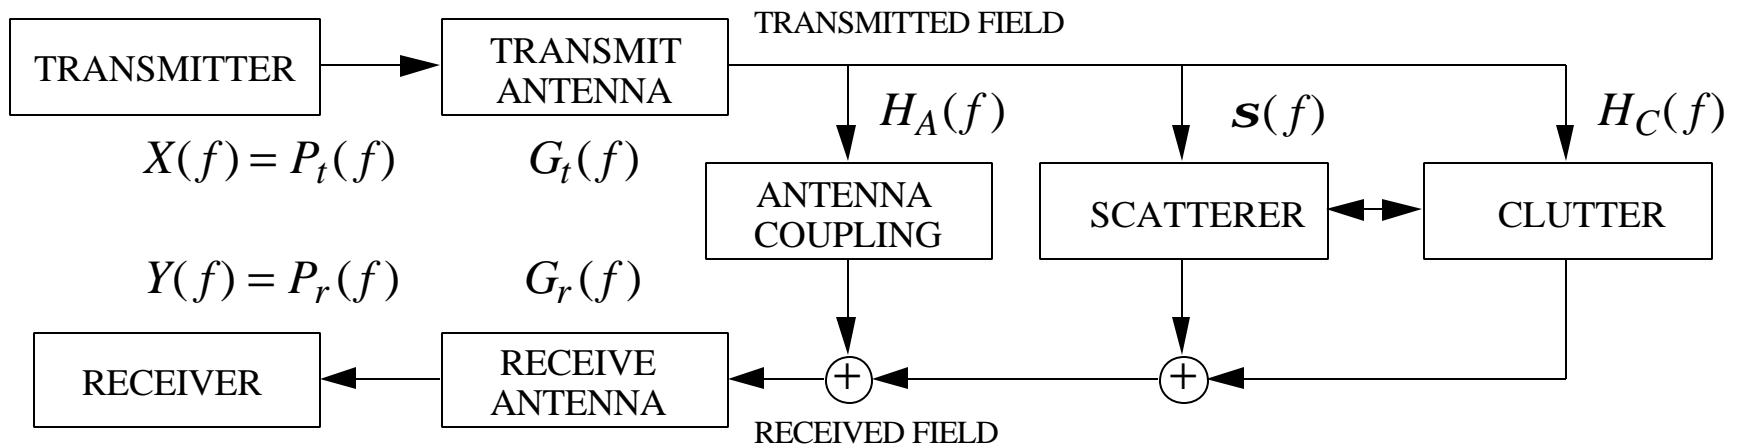 TRANSMITTED FIELD
TRANSMITTER
TRANSMIT
ANTENNA
H_A(f)
s(f)
H_C(f)
X(f) = P_t(f)
G_t(f)
ANTENNA
COUPLING
SCATTERER
CLUTTER
Y(f) = P_r(f)
G_r(f)
RECEIVER
RECEIVE
ANTENNA
+
+
RECEIVED FIELD